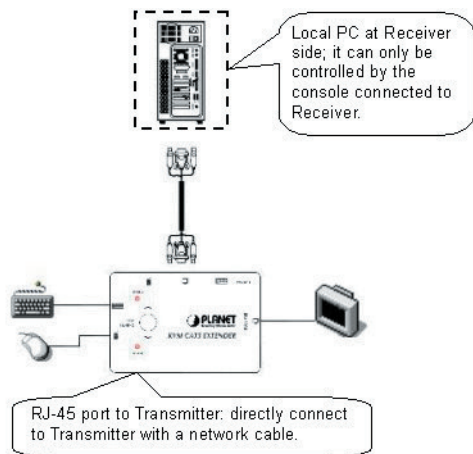 Local PC at Receiver
side; it can only be
controlled by the
console connected to
Receiver.
PLANET
KVM CAT5 EXTENDER
RJ-45 port to Transmitter: directly connect
to Transmitter with a network cable.